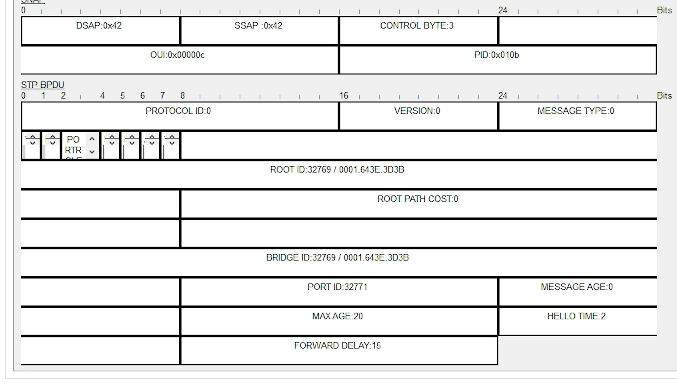 SNAP
0 24 Bits
DSAP:0x42 SSAP :0x42 CONTROL BYTE:3
OUI:0x00000c PID:0x010b
STP BPDU
0 1 2 4 5 6 7 8 16 24 Bits
PROTOCOL ID:0 VERSION:0 MESSAGE TYPE:0
PO
RTR
ROOT ID:32769 / 0001.643E.3D3B
ROOT PATH COST:0
BRIDGE ID:32769 / 0001.643E.3D3B
PORT ID:32771 MESSAGE AGE:0
MAX AGE:20 HELLO TIME:2
FORWARD DELAY:15